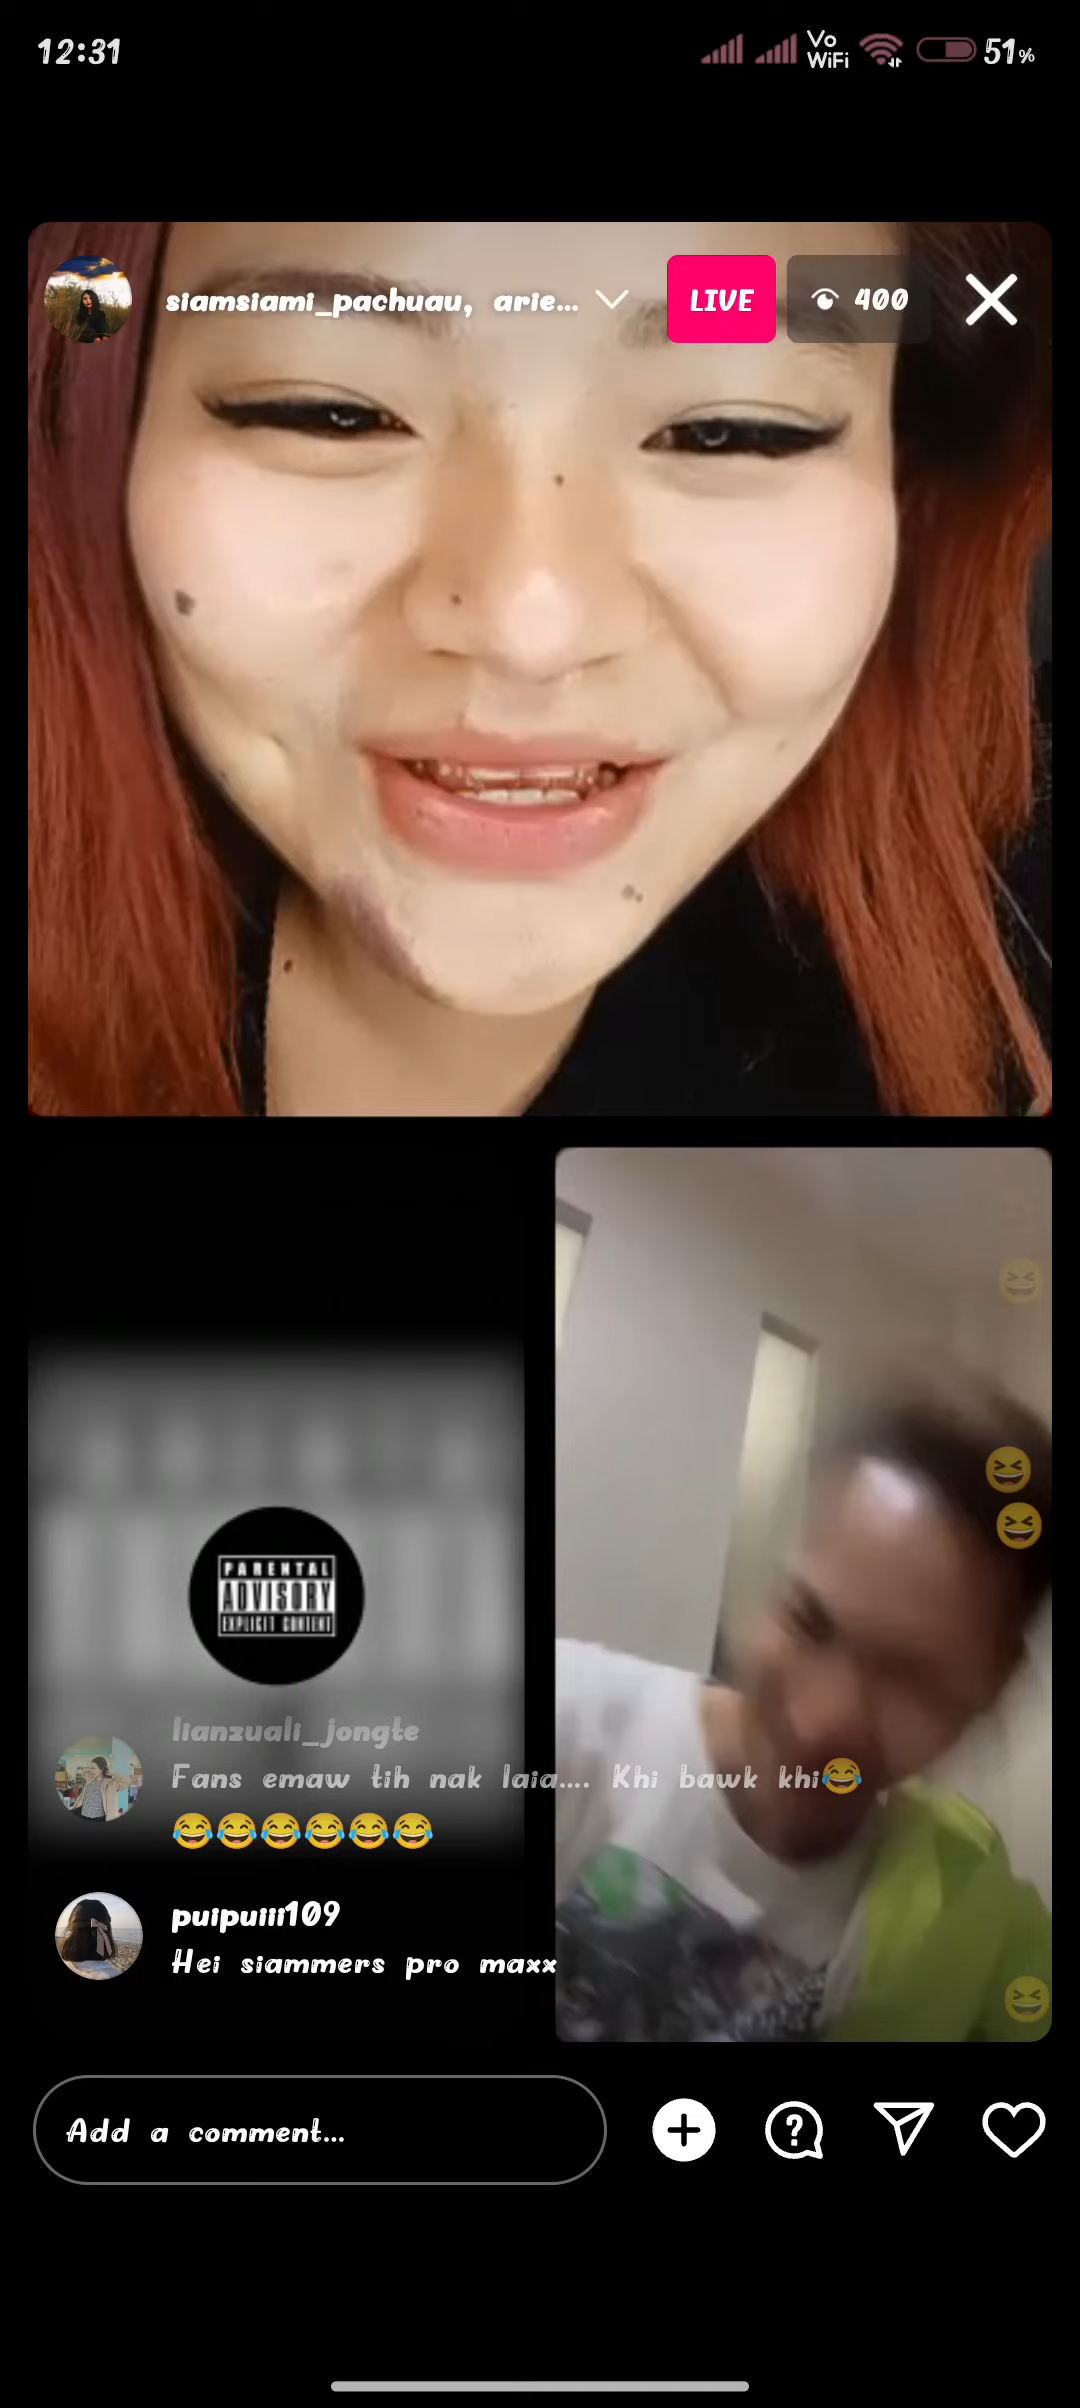 12:31
Vo
WiFi
51%
siamsiami_pachuau, arie...
LIVE
400
PARENTAL
ADVISORY
EXPLICIT CONTENT
lianzuali_jongte
Fans emaw tih nak laia.... Khi bawk khi😂
😂😂😂😂😂😂
puipuiii109
Hei siammers pro maxx
Add a comment...